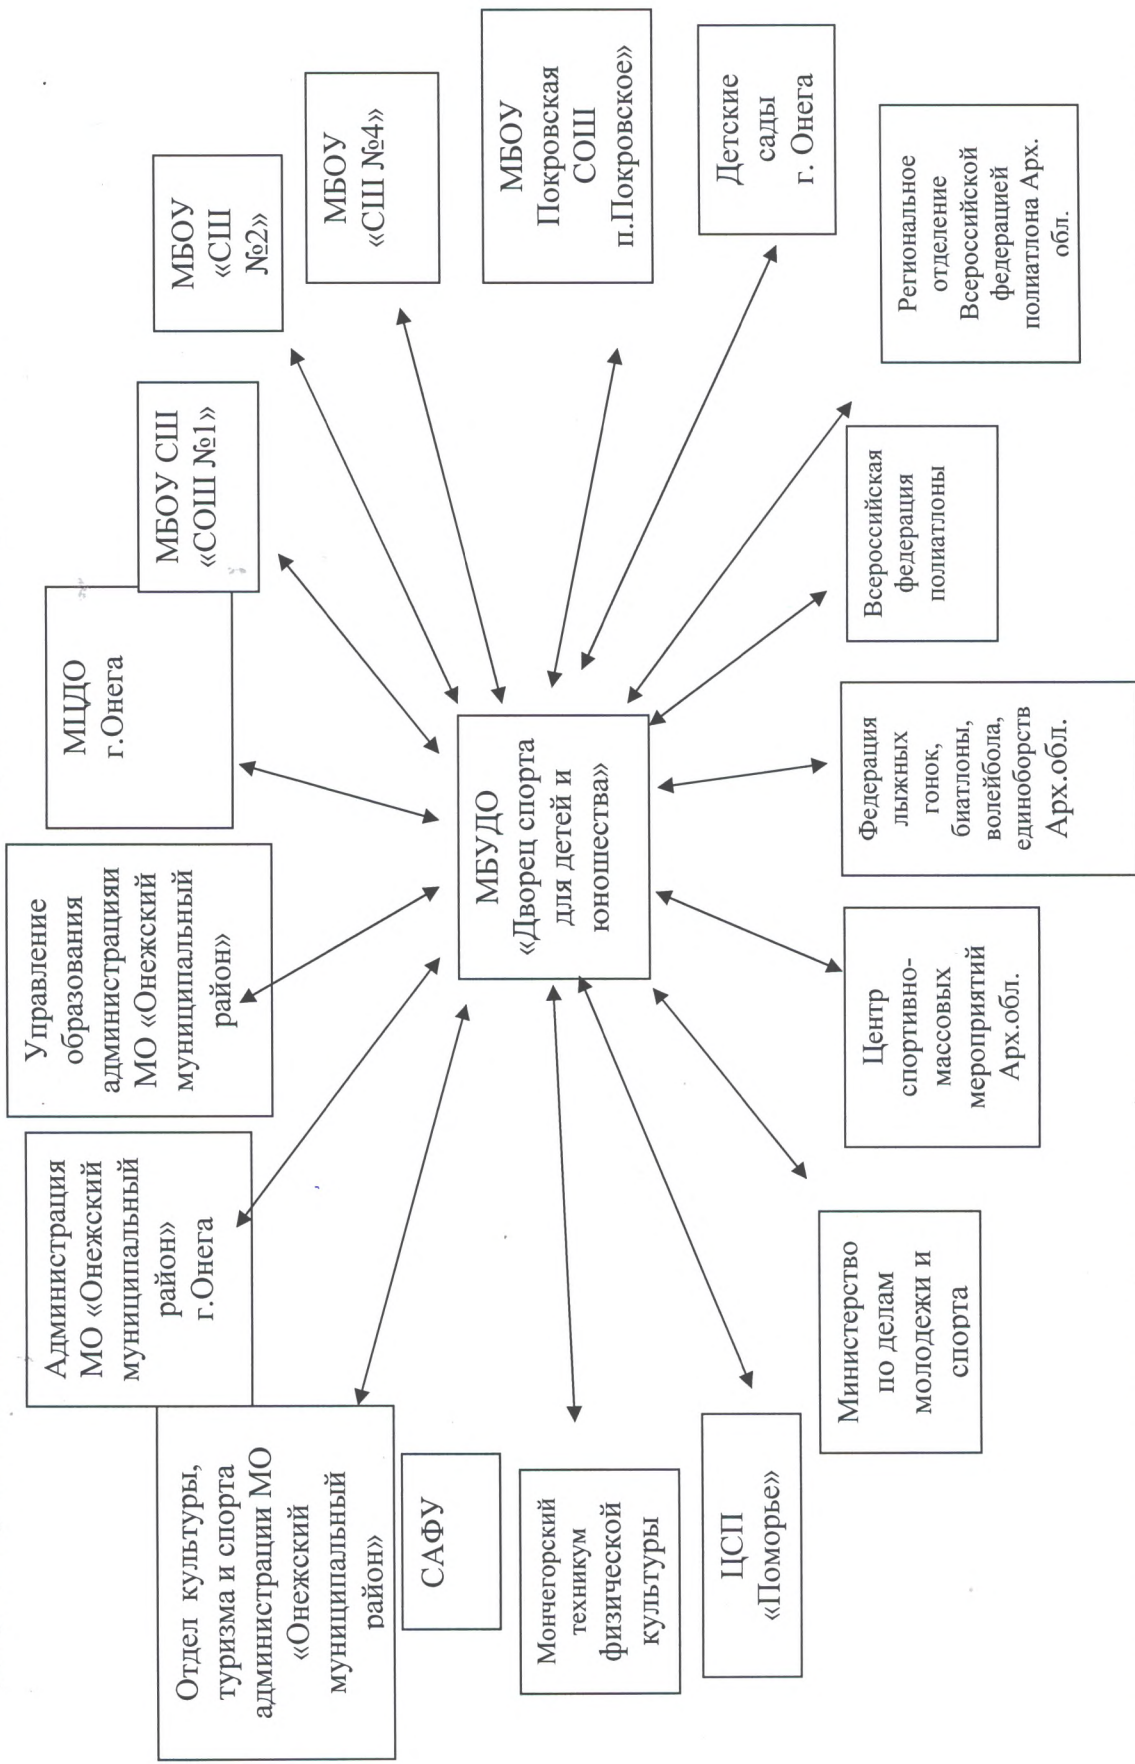 Отдел культуры,
туризма и спорта
администрации МО
«Онежский
муниципальный
район»
Администрация
МО «Онежский
муниципальный
район»
г.Онега
Управление
образования
администрацияи
МО «Онежский
муниципальный
район»
МЦДО
г.Онега
МБОУ СШ
«СОШ №1»
МБОУ
«СШ
№2»
МБОУ
«СШ №4»
МБОУ
Покровская
СОШ
п.Покровское»
Детские
сады
г. Онега
САФУ
Мончегорский
техникум
физической
культуры
ЦСП
«Поморье»
МБУДО
«Дворец спорта
для детей и
юношества»
Министерство
по делам
молодежи и
спорта
Центр
спортивно-
массовых
мероприятий
Арх.обл.
Федерация
лыжных
гонок,
биатлоны,
волейбола,
единоборств
Арх.обл.
Всероссийская
федерация
полиатлоны
Региональное
отделение
Всероссийской
федерацией
полиатлона Арх.
обл.